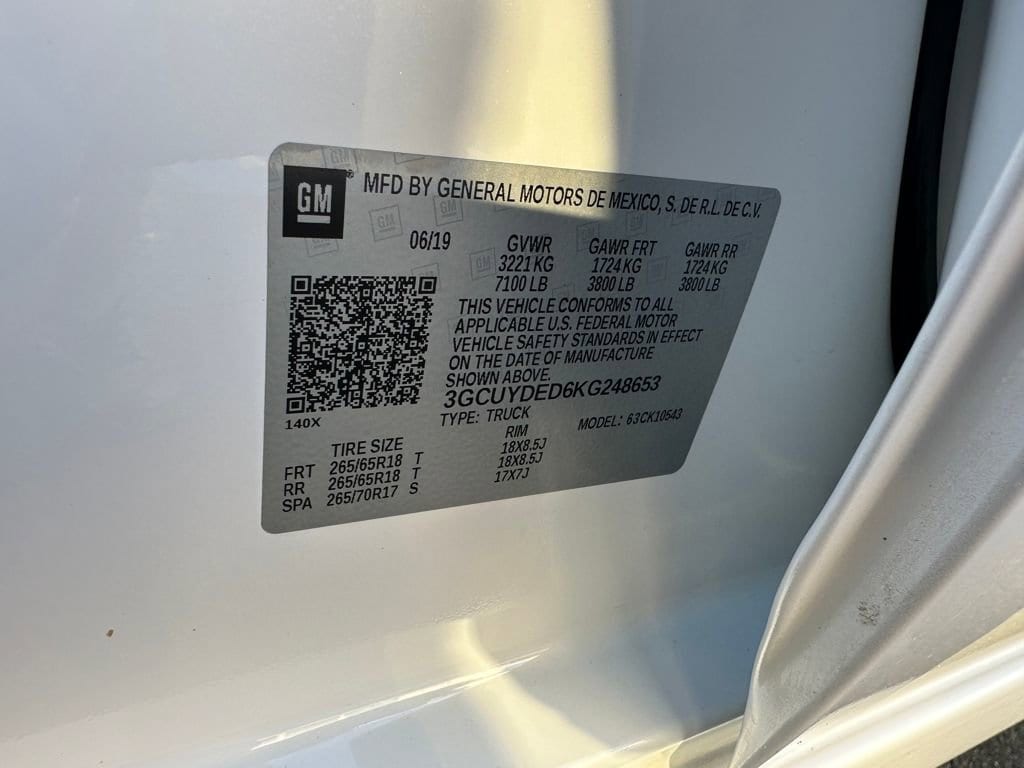 GM
MFD BY GENERAL MOTORS DE MEXICO, S. DE R.L. DE C.V.
06/19 GVWR GAWR FRT GAWR RR
3221 KG 1724 KG 1724 KG
7100 LB 3800 LB 3800 LB
THIS VEHICLE CONFORMS TO ALL
APPLICABLE U.S. FEDERAL MOTOR
VEHICLE SAFETY STANDARDS IN EFFECT
ON THE DATE OF MANUFACTURE
SHOWN ABOVE.
3GCUYDED6KG248653
140X
TYPE: TRUCK MODEL: 63CK10543
TIRE SIZE RIM
FRT 265/65R18 T 18X8.5J
RR 265/65R18 T 18X8.5J
SPA 265/70R17 S 17X7J